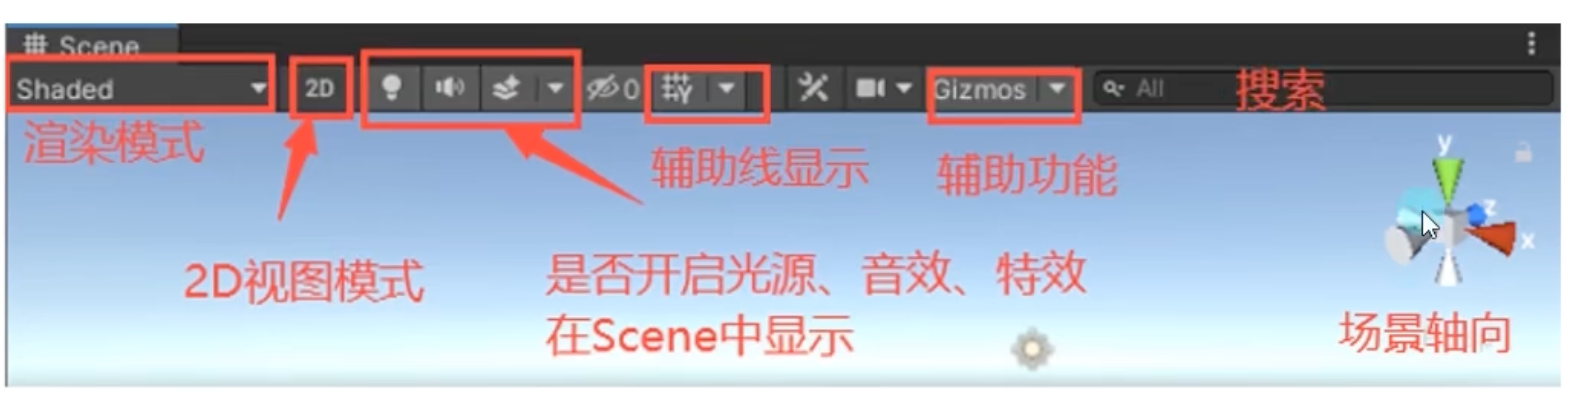 Scene
Shaded
2D
0
Gizmos
All
搜索
渲染模式
辅助线显示
辅助功能
y
z
x
2D视图模式
是否开启光源、音效、特效
在Scene中显示
场景轴向